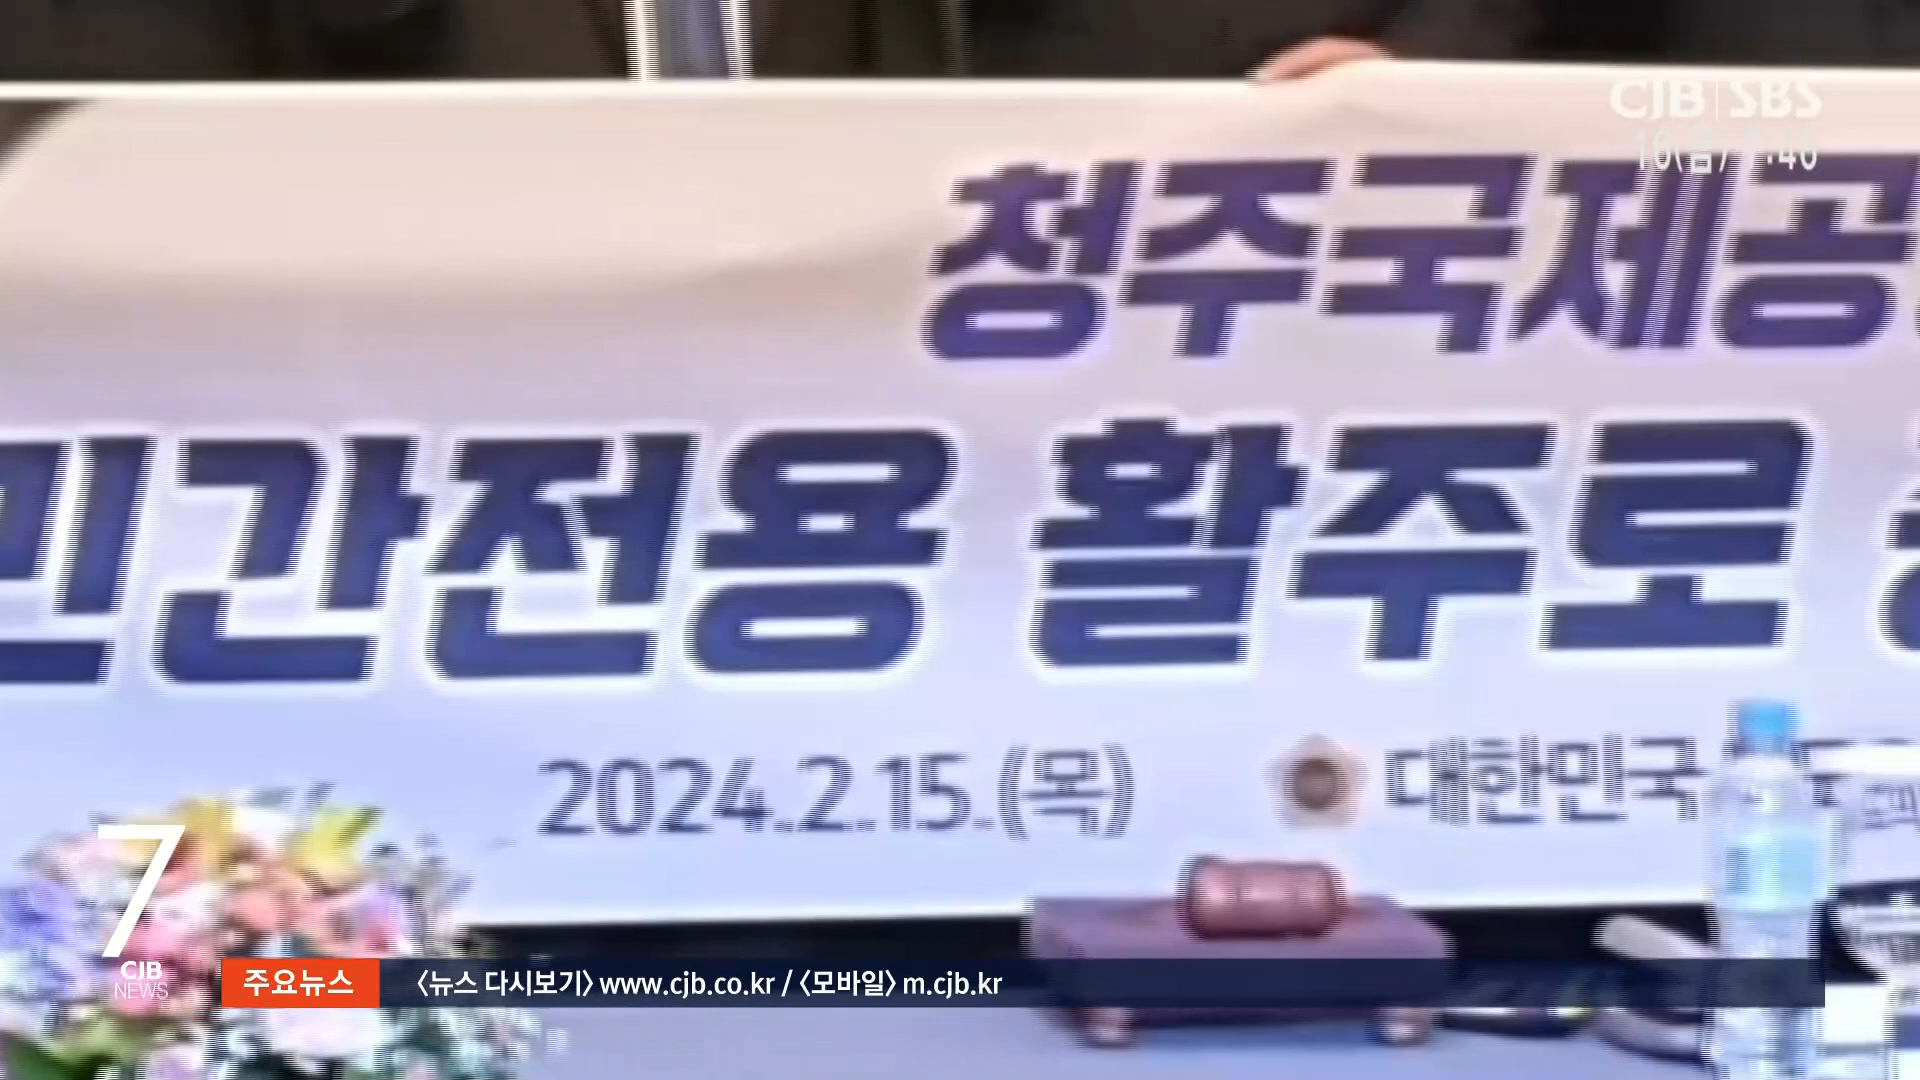 CJB SBS
청주국제공
민간전용 활주로
2024.2.15.(목)
대한민국
7
CJB
NEWS
주요뉴스 〈뉴스 다시보기〉 www.cjb.co.kr / 〈모바일〉 m.cjb.kr